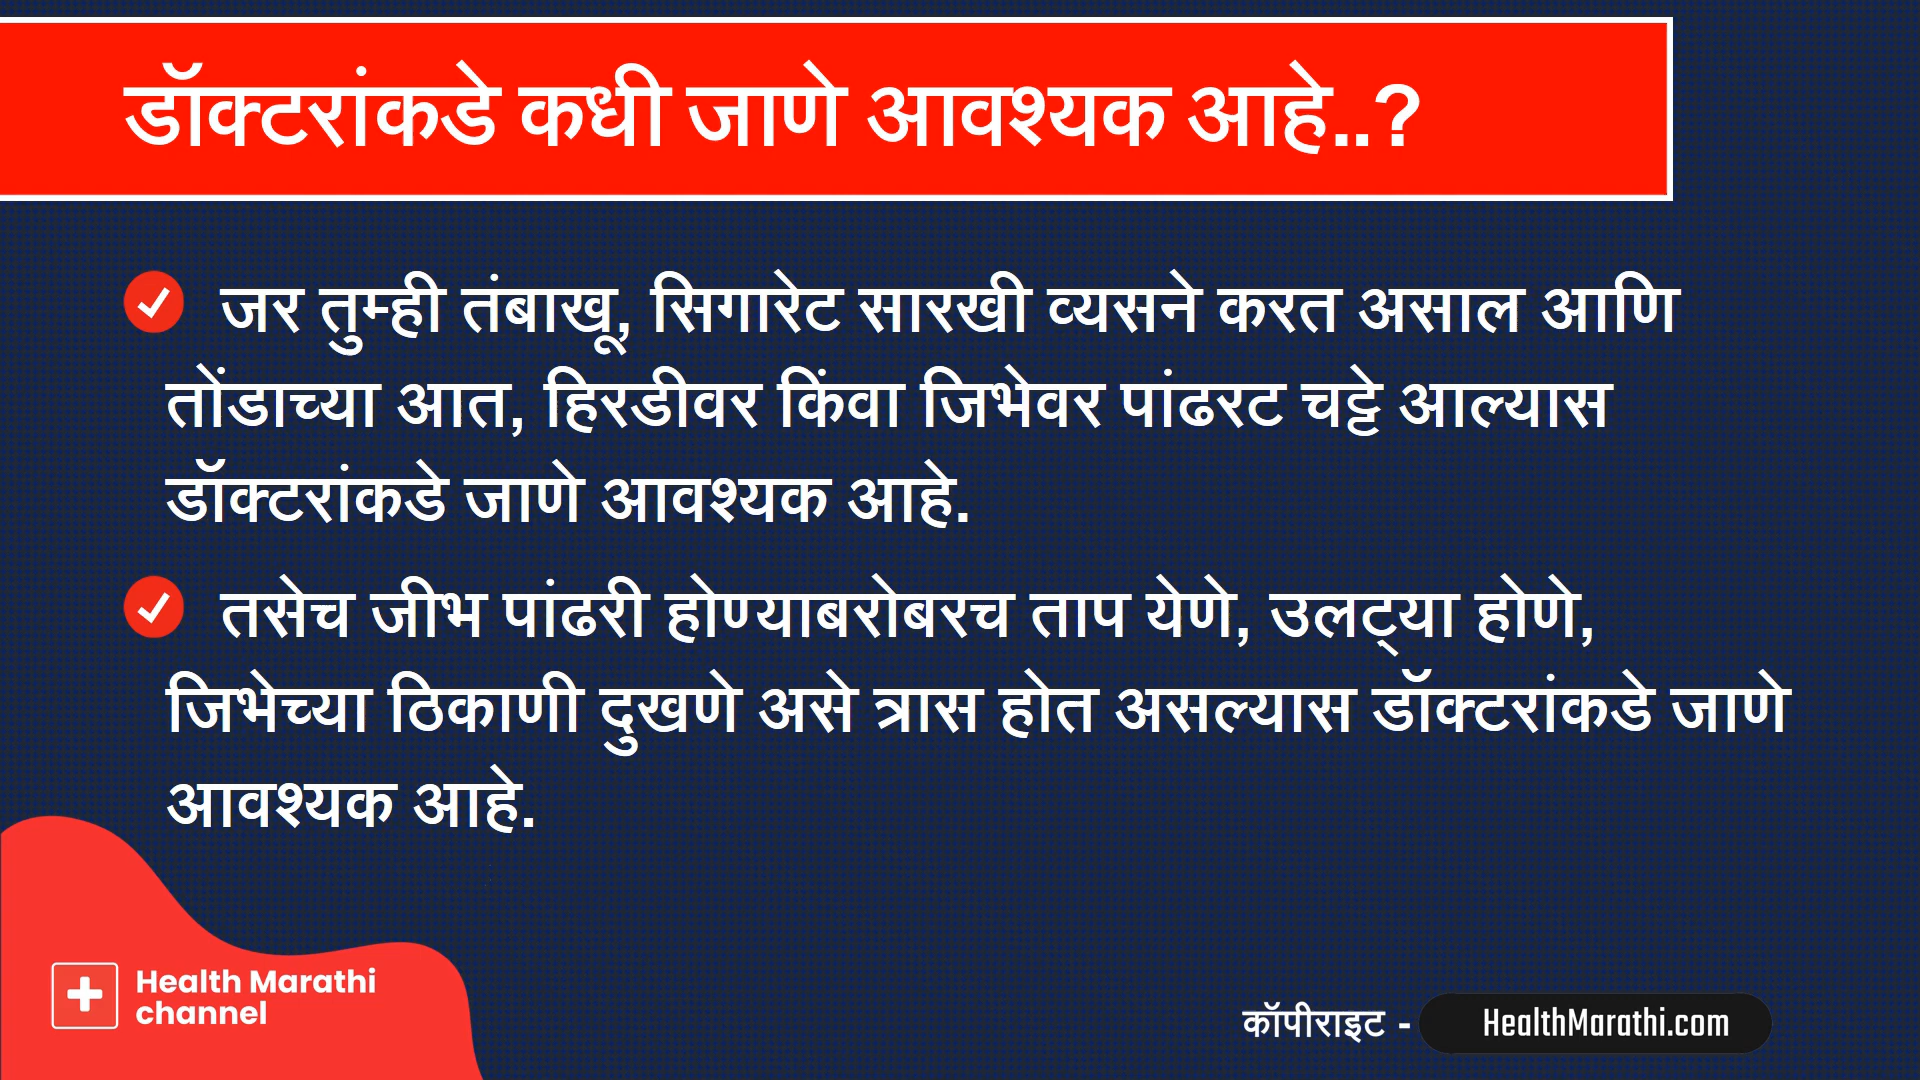 डॉक्टरांकडे कधी जाणे आवश्यक आहे..?
जर तुम्ही तंबाखू, सिगारेट सारखी व्यसने करत असाल आणि
तोंडाच्या आत, हिरडीवर किंवा जिभेवर पांढरट चट्टे आल्यास
डॉक्टरांकडे जाणे आवश्यक आहे.
तसेच जीभ पांढरी होण्याबरोबरच ताप येणे, उलट्या होणे,
जिभेच्या ठिकाणी दुखणे असे त्रास होत असल्यास डॉक्टरांकडे जाणे
आवश्यक आहे.
Health Marathi
channel
कॉपीराइट - HealthMarathi.com